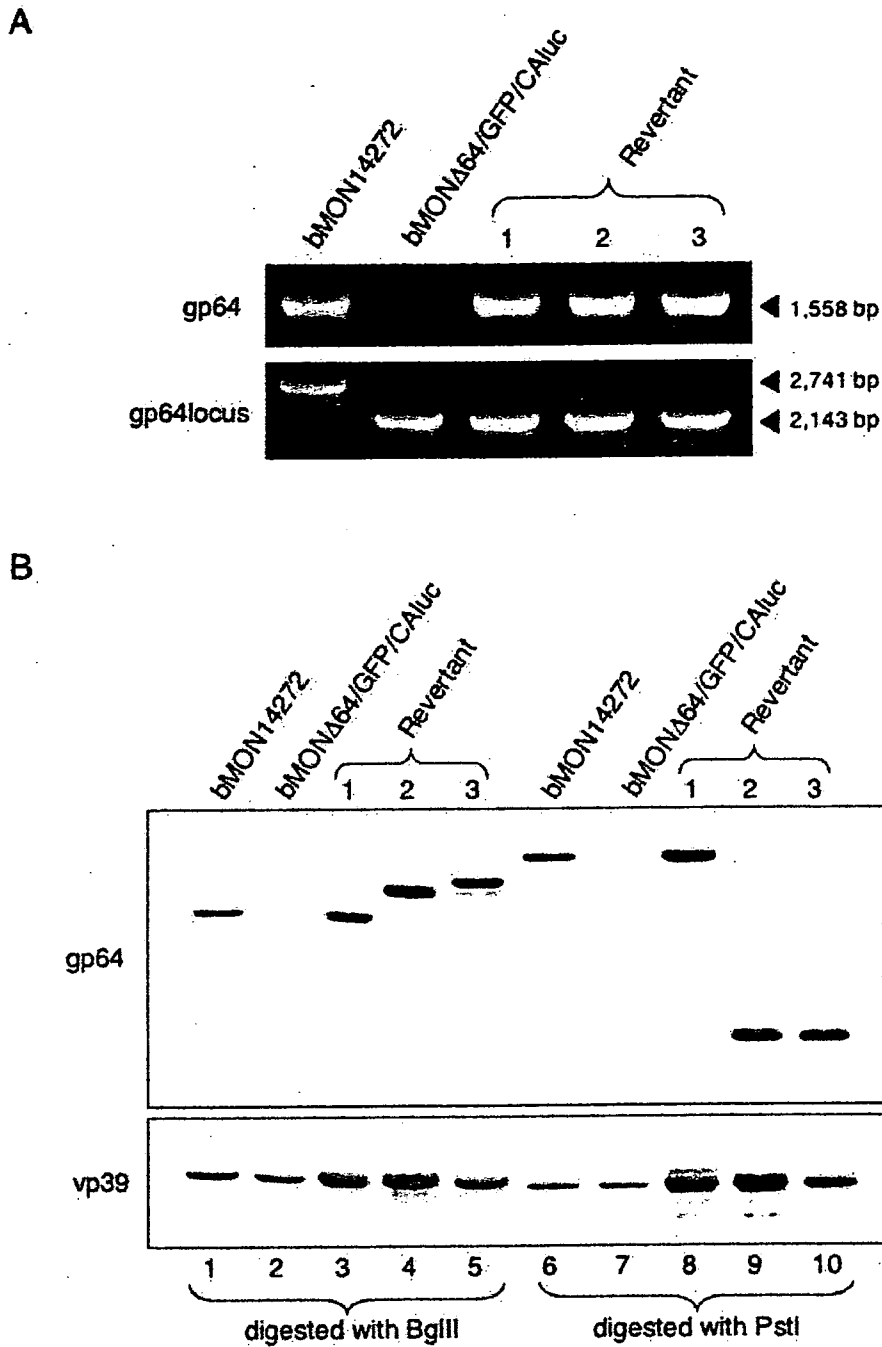 A
bMON14272
bMONΔ64/GFP/CAluc
Revertant
1 2 3
gp64
1,558 bp
gp64locus
2,741 bp
2,143 bp
B
bMON14272
bMONΔ64/GFP/CAluc
Revertant
bMON14272
bMONΔ64/GFP/CAluc
Revertant
1 2 3 1 2 3
gp64
vp39
1 2 3 4 5 6 7 8 9 10
digested with BglII
digested with PstI